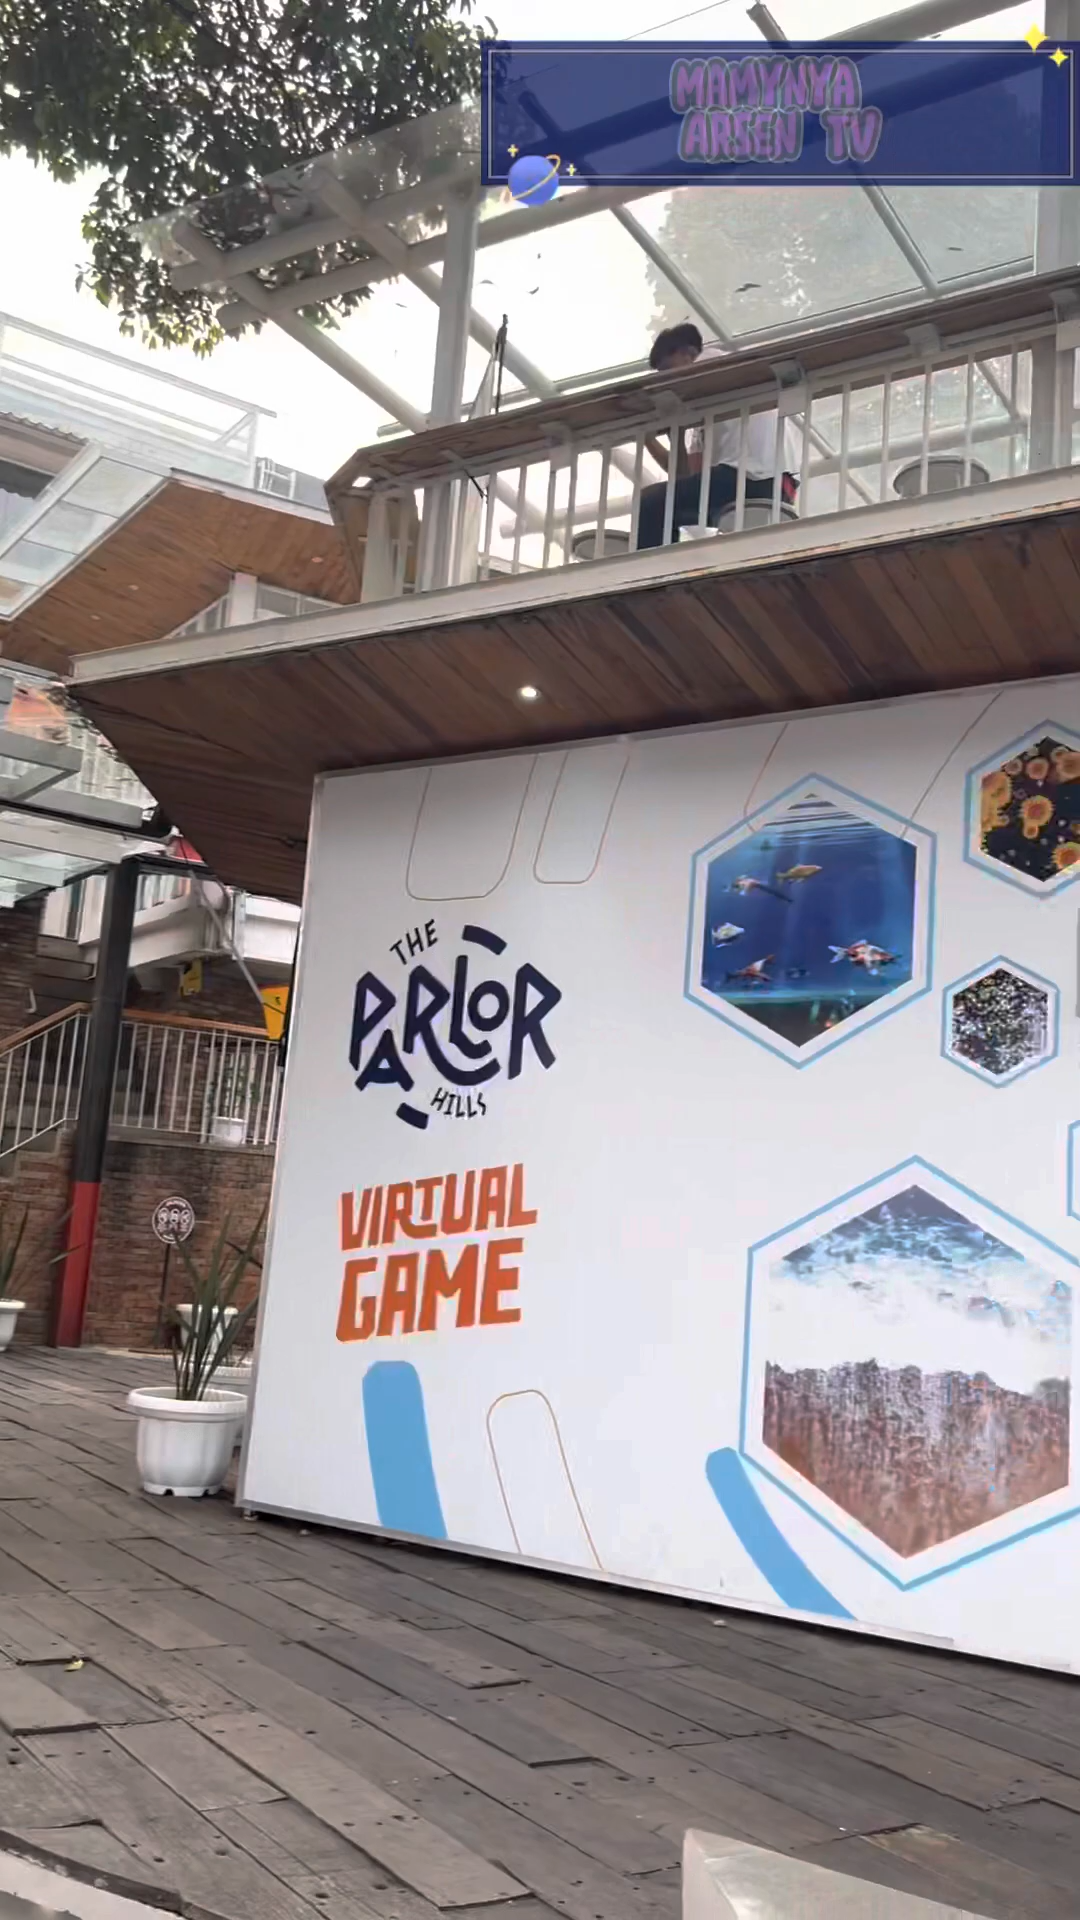 MAMYNYA
ARSEN TV
THE
PARLOR
HILLS
VIRTUAL
GAME